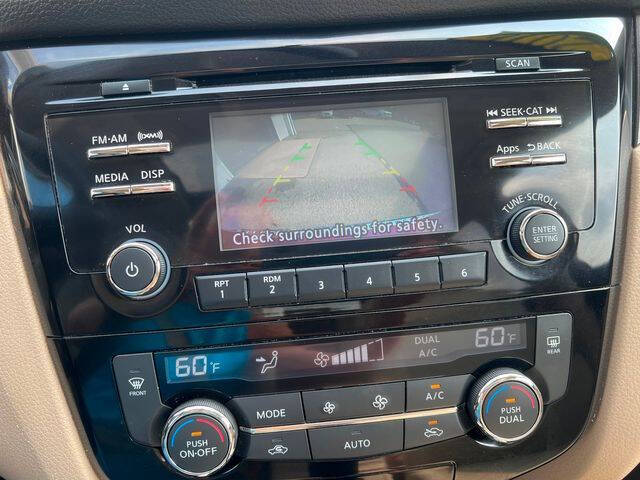 SCAN
FM·AM ((XM))
SEEK·CAT
MEDIA DISP
Apps BACK
VOL
TUNE·SCROLL
ENTER
SETTING
Check surroundings for safety.
RPT
1
RDM
2
3
4
5
6
60°F
DUAL
A/C
60°F
FRONT
REAR
MODE
A/C
AUTO
PUSH
ON·OFF
PUSH
DUAL